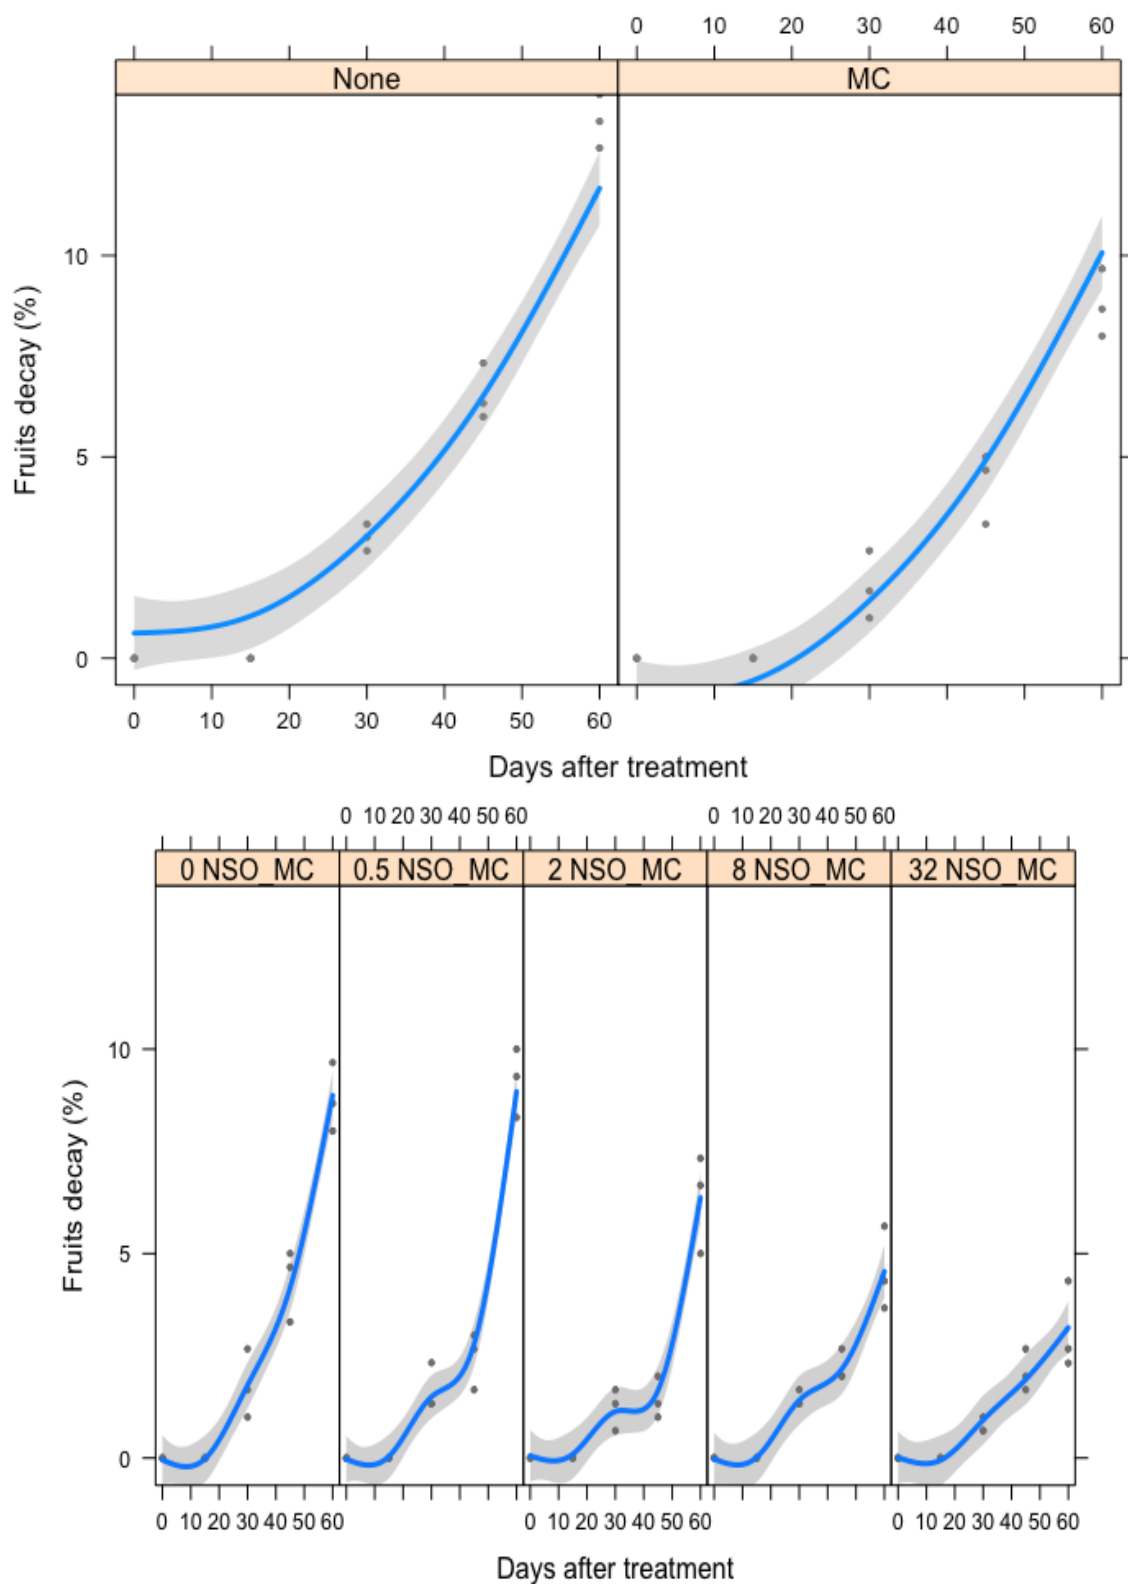 0 10 20 30 40 50 60
None MC
10
5
0
Fruits decay (%)
0 10 20 30 40 50 60
Days after treatment
0 10 20 30 40 50 60 0 10 20 30 40 50 60
0 NSO_MC 0.5 NSO_MC 2 NSO_MC 8 NSO_MC 32 NSO_MC
10
5
0
Fruits decay (%)
0 10 20 30 40 50 60 0 10 20 30 40 50 60 0 10 20 30 40 50 60
Days after treatment